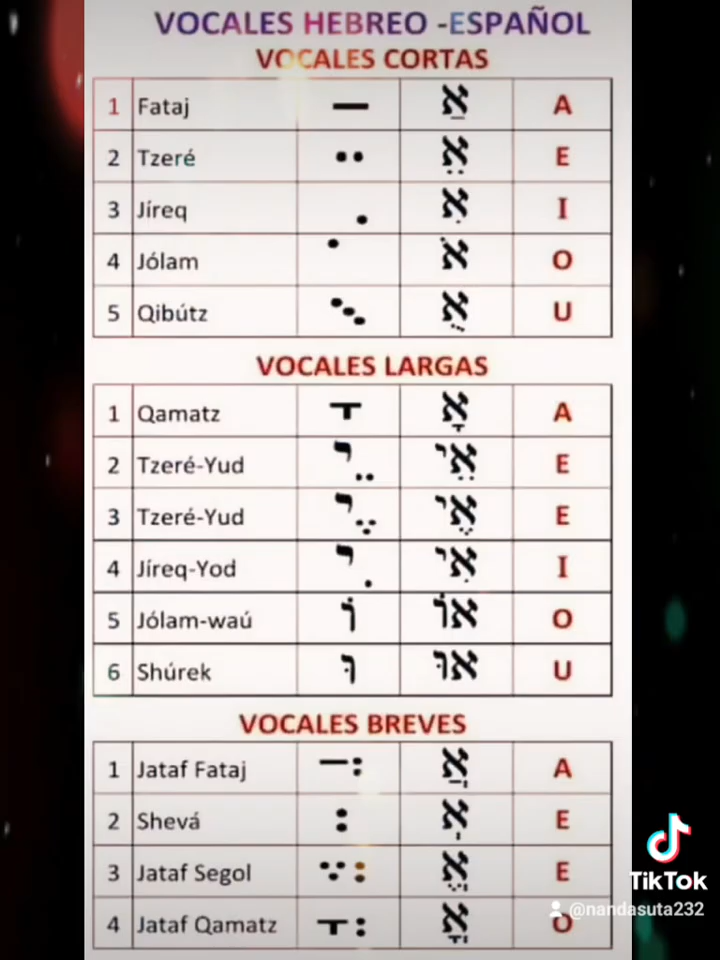 VOCALES HEBREO -ESPAÑOL
VOCALES CORTAS
1 Fataj ַ אַ A
2 Tzeré ֵ אֵ E
3 Jíreq ִ אִ I
4 Jólam ֹ אֹ O
5 Qibútz ֻ אֻ U
VOCALES LARGAS
1 Qamatz ָ אָ A
2 Tzeré-Yud ֵי אֵי E
3 Tzeré-Yud ֶי אֶי E
4 Jíreq-Yod ִי אִי I
5 Jólam-waú וֹ אוֹ O
6 Shúrek וּ אוּ U
VOCALES BREVES
1 Jataf Fataj ֲ אֲ A
2 Shevá ְ אְ E
3 Jataf Segol ֱ אֱ E
4 Jataf Qamatz ֳ אֳ O
TikTok
@nandasuta232